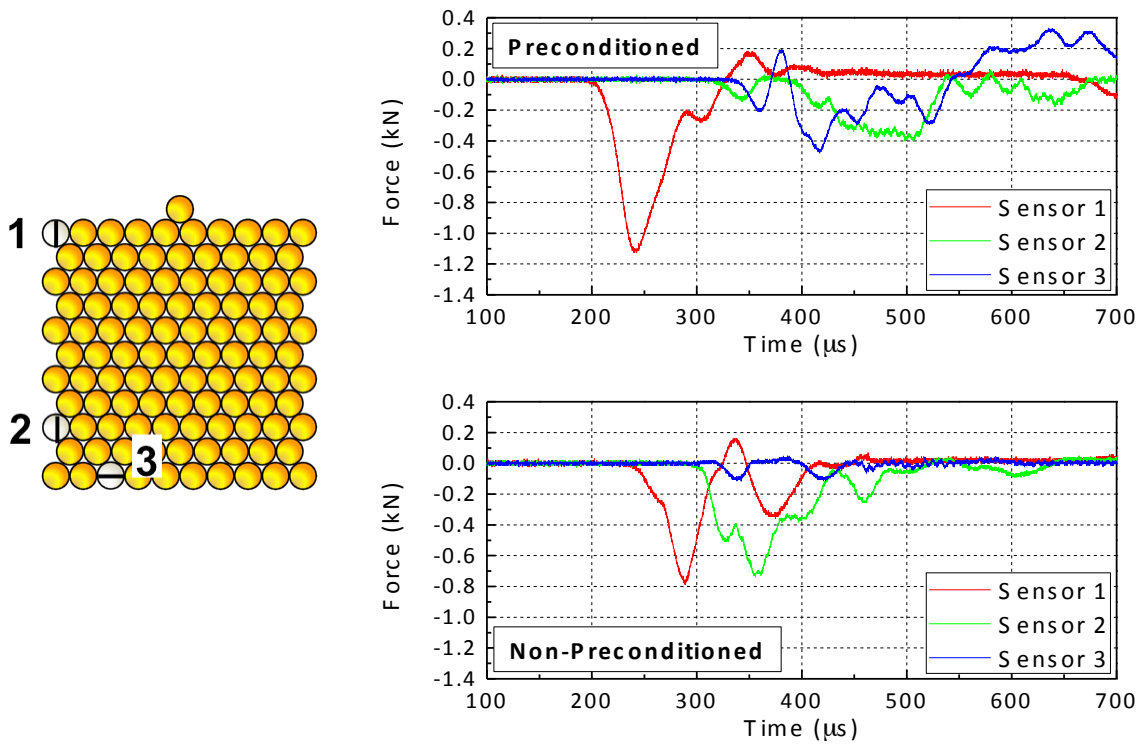 1
2
3
Preconditioned
Force (kN)
0.4
0.2
0.0
-0.2
-0.4
-0.6
-0.8
-1.0
-1.2
-1.4
Sensor 1
Sensor 2
Sensor 3
100 200 300 400 500 600 700
Time (μs)
Force (kN)
0.4
0.2
0.0
-0.2
-0.4
-0.6
-0.8
-1.0
-1.2
-1.4
Non-Preconditioned
Sensor 1
Sensor 2
Sensor 3
100 200 300 400 500 600 700
Time (μs)